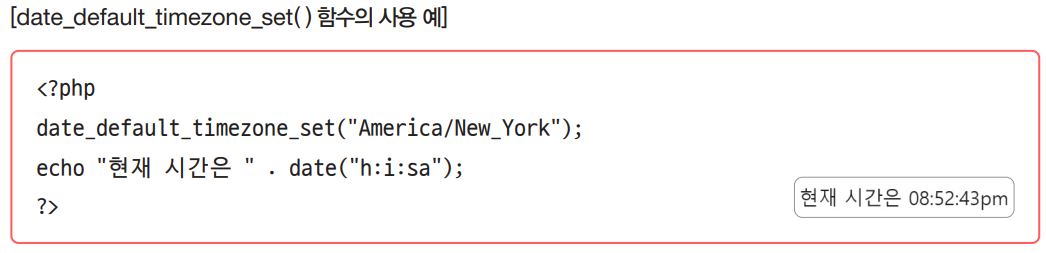 [date_default_timezone_set( ) 함수의 사용 예]
<?php
date_default_timezone_set("America/New_York");
echo "현재 시간은 " . date("h:i:sa");
?>
현재 시간은 08:52:43pm